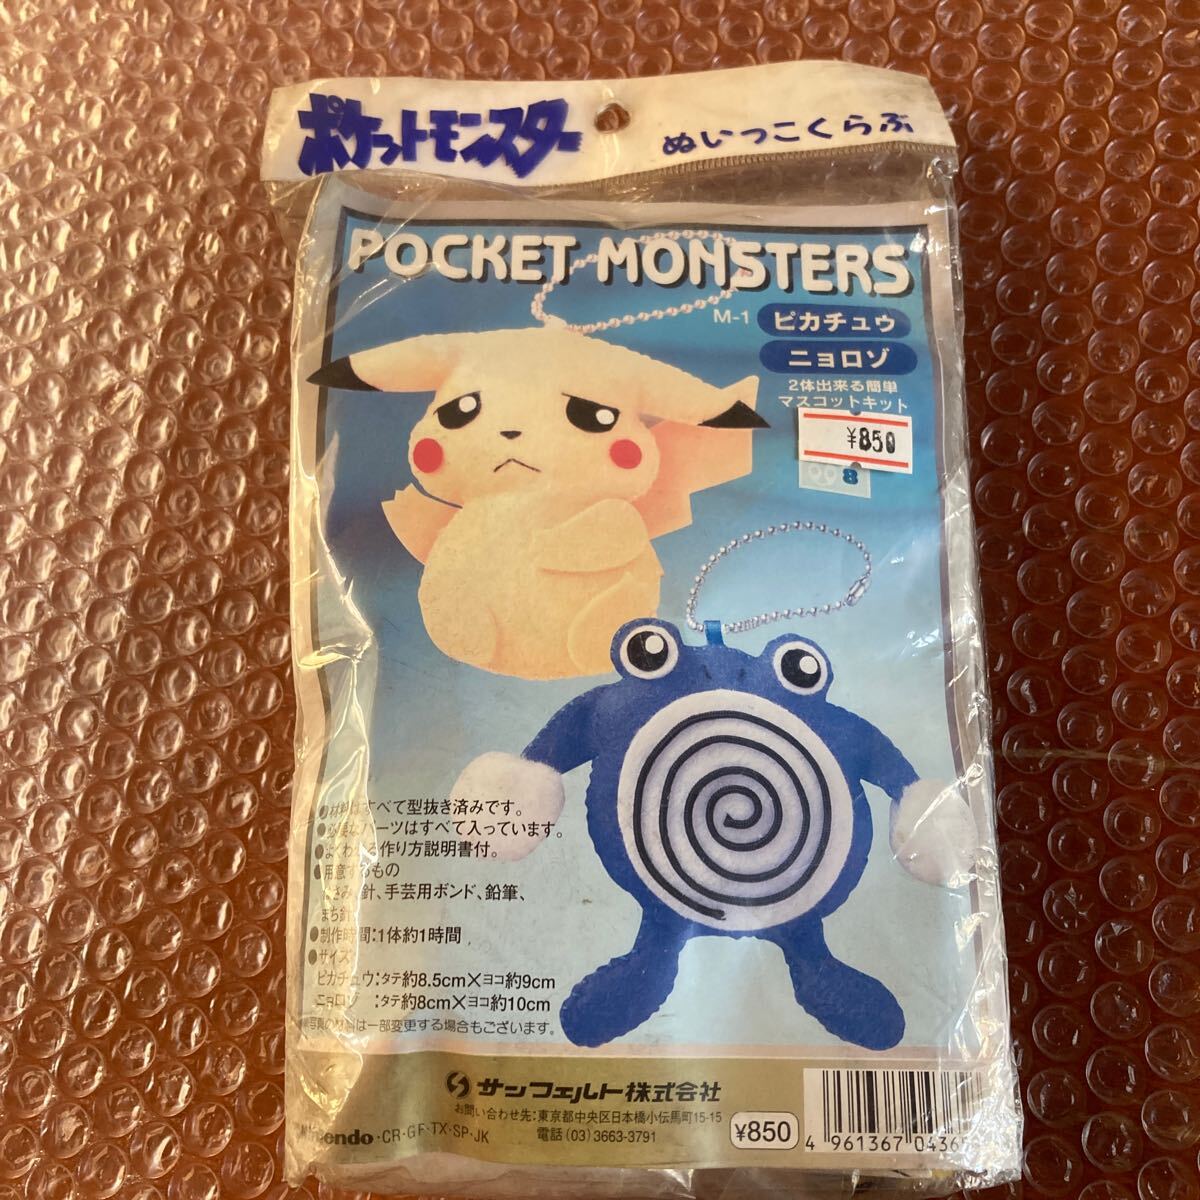 ポケットモンスター
ぬいっこくらぶ
POCKET MONSTERS
M-1 ピカチュウ
ニョロゾ
2体出来る簡単
マスコットキット
¥850
8
●材料はすべて型抜き済みです。
●必要なパーツはすべて入っています。
●よくわかる作り方説明書付。
●用意するもの
はさみ、針、手芸用ボンド、鉛筆、
まち針
●制作時間:1体約1時間
●サイズ
ピカチュウ:タテ約8.5cm×ヨコ約9cm
ニョロゾ :タテ約8cm×ヨコ約10cm
写真の材料は一部変更する場合もございます。
サンフェルト株式会社
お問い合わせ先:東京都中央区日本橋小伝馬町15-15
電話(03)3663-3791
Nintendo・CR・GF・TX・SP・JK
¥850
4 961367 0436